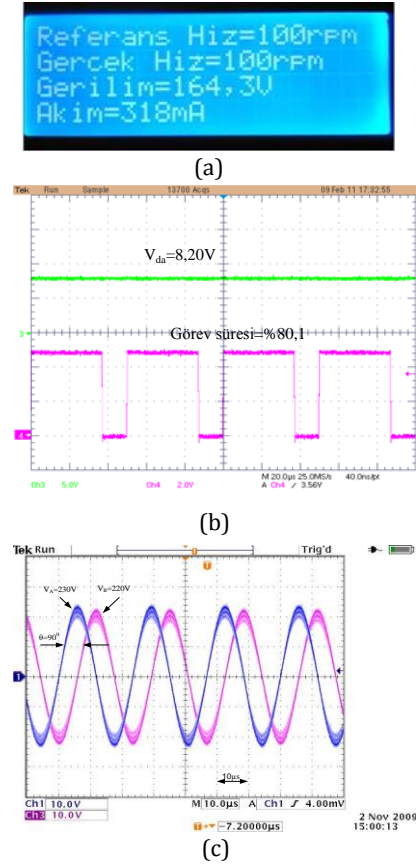 Referans Hiz=100rpm
Gercek Hiz=100rpm
Gerilim=164,3V
Akim=318mA
(a)
Tek Run Sample 13700 Acqs 09 Feb 11 17:32:55
Vda=8,20V
Görev süresi=%80,1
Ch3 5.0V Ch4 2.0V M 20.0µs 25.0MS/s 40.0ns/pt
A Ch4 3.56V
(b)
Tek Run Trig'd
VA=230V VB=220V
θ=90°
1
10µs
Ch1 10.0V M 10.0µs A Ch1 4.00mV
Ch3 10.0V
-7.20000µs
2 Nov 2009
15:00:13
(c)